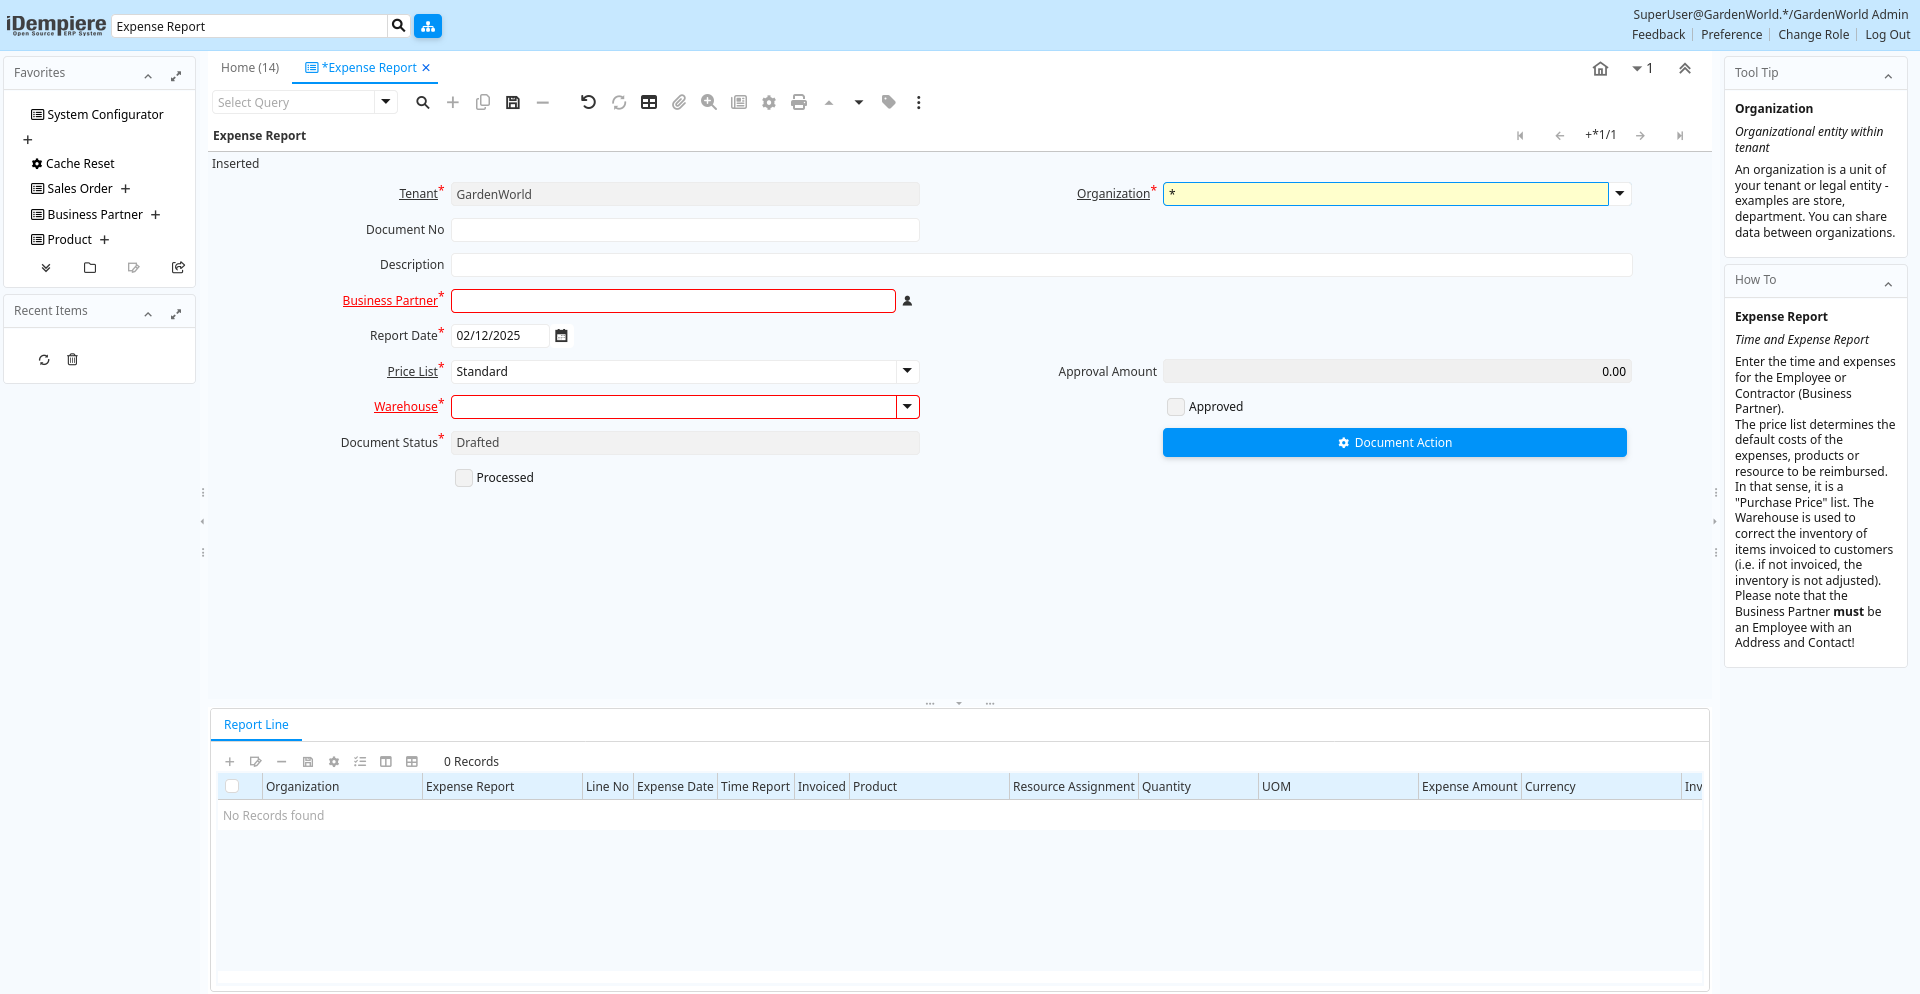 iDempiere
Open Source ERP System
Expense Report
SuperUser@GardenWorld.*/GardenWorld Admin
Feedback Preference Change Role Log Out
Favorites
System Configurator
Cache Reset
Sales Order
Business Partner
Product
Recent Items
Home (14)
*Expense Report
1
Select Query
Expense Report
+*1/1
Inserted
Tenant* GardenWorld
Organization* *
Document No
Description
Business Partner*
Report Date* 02/12/2025
Price List* Standard
Approval Amount 0.00
Warehouse*
Approved
Document Status* Drafted
Document Action
Processed
Report Line
0 Records
Organization Expense Report Line No Expense Date Time Report Invoiced Product Resource Assignment Quantity UOM Expense Amount Currency Inv
No Records found
Tool Tip
Organization
Organizational entity within
tenant
An organization is a unit of
your tenant or legal entity -
examples are store,
department. You can share
data between organizations.
How To
Expense Report
Time and Expense Report
Enter the time and expenses
for the Employee or
Contractor (Business
Partner).
The price list determines the
default costs of the
expenses, products or
resource to be reimbursed.
In that sense, it is a
"Purchase Price" list. The
Warehouse is used to
correct the inventory of
items invoiced to customers
(i.e. if not invoiced, the
inventory is not adjusted).
Please note that the
Business Partner must be
an Employee with an
Address and Contact!